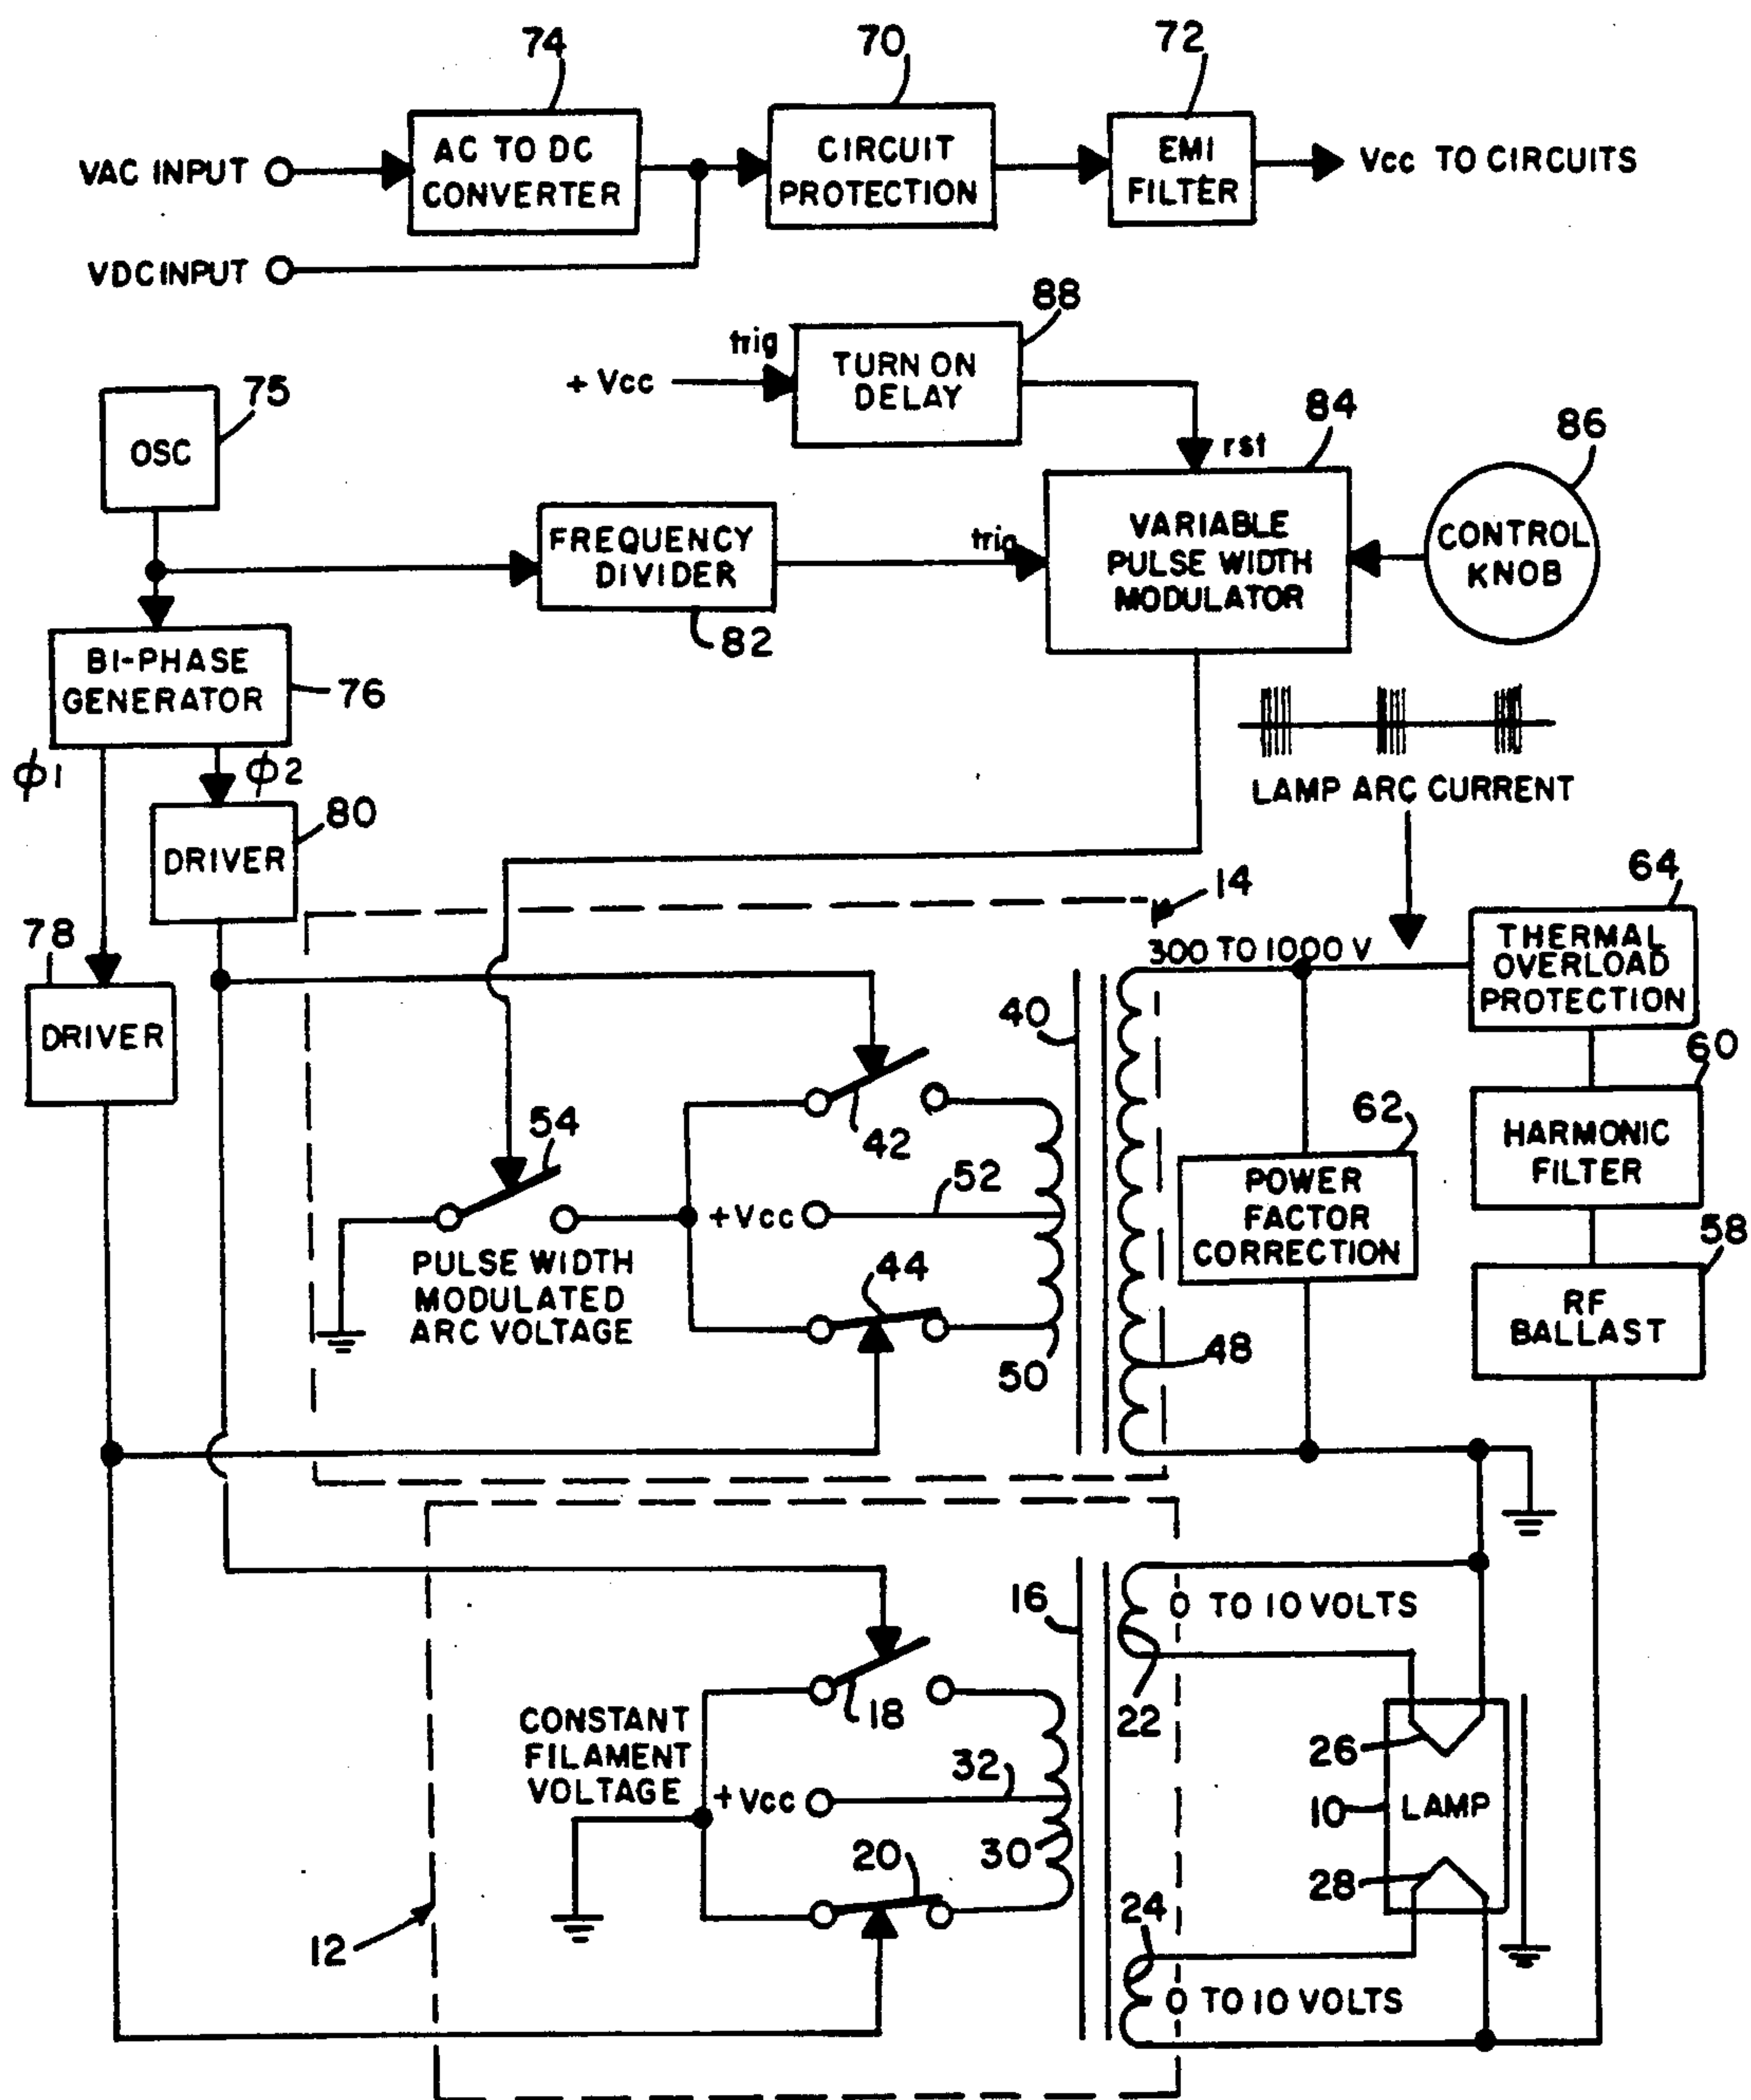 74
70
72
VAC INPUT
AC TO DC
CONVERTER
CIRCUIT
PROTECTION
EMI
FILTER
Vcc TO CIRCUITS
VDC INPUT
88
trig
+ Vcc
TURN ON
DELAY
75
OSC
84
86
rst
FREQUENCY
DIVIDER
82
trig
VARIABLE
PULSE WIDTH
MODULATOR
CONTROL
KNOB
BI-PHASE
GENERATOR
76
ϕ1
ϕ2
LAMP ARC CURRENT
DRIVER
80
14
64
78
300 TO 1000 V
THERMAL
OVERLOAD
PROTECTION
DRIVER
40
60
54
42
62
HARMONIC
FILTER
52
+Vcc
POWER
FACTOR
CORRECTION
58
PULSE WIDTH
MODULATED
ARC VOLTAGE
44
RF
BALLAST
50
48
16
0 TO 10 VOLTS
18
22
CONSTANT
FILAMENT
VOLTAGE
26
32
+Vcc
10
LAMP
20
30
28
24
12
0 TO 10 VOLTS